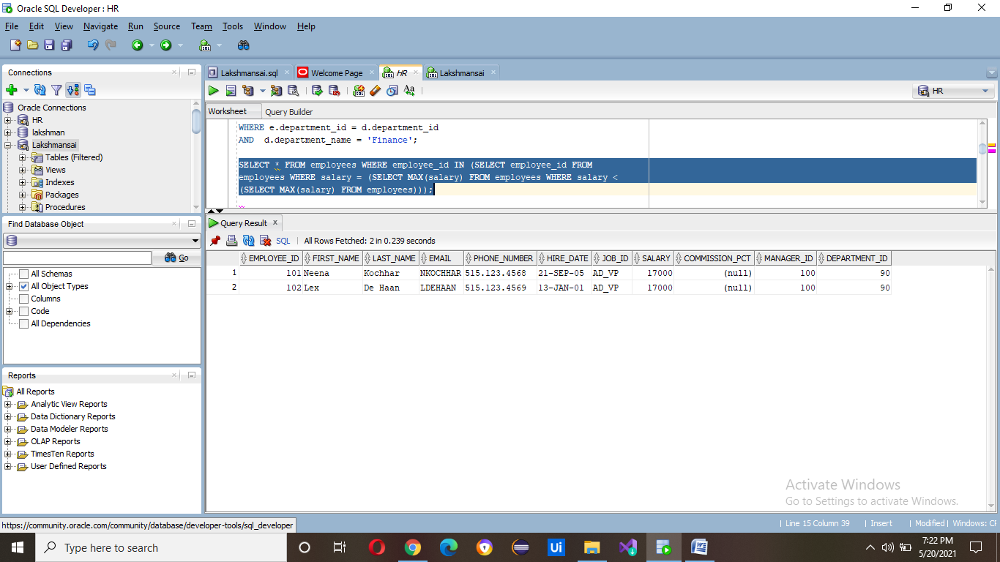 Oracle SQL Developer : HR
File Edit View Navigate Run Source Team Tools Window Help
Connections
Oracle Connections
HR
lakshman
Lakshmansai
Tables (Filtered)
Views
Indexes
Packages
Procedures
Find Database Object
Go
All Schemas
All Object Types
Columns
Code
All Dependencies
Reports
All Reports
Analytic View Reports
Data Dictionary Reports
Data Modeler Reports
OLAP Reports
TimesTen Reports
User Defined Reports
Lakshmansai.sql Welcome Page HR Lakshmansai
HR
Worksheet Query Builder
WHERE e.department_id = d.department_id
AND d.department_name = 'Finance';
SELECT * FROM employees WHERE employee_id IN (SELECT employee_id FROM
employees WHERE salary = (SELECT MAX(salary) FROM employees WHERE salary <
(SELECT MAX(salary) FROM employees)));
Query Result
SQL | All Rows Fetched: 2 in 0.239 seconds
EMPLOYEE_ID FIRST_NAME LAST_NAME EMAIL PHONE_NUMBER HIRE_DATE JOB_ID SALARY COMMISSION_PCT MANAGER_ID DEPARTMENT_ID
1 101 Neena Kochhar NKOCHHAR 515.123.4568 21-SEP-05 AD_VP 17000 (null) 100 90
2 102 Lex De Haan LDEHAAN 515.123.4569 13-JAN-01 AD_VP 17000 (null) 100 90
Activate Windows
Go to Settings to activate Windows.
https://community.oracle.com/community/database/developer-tools/sql_developer
| Line 15 Column 39 | Insert | Modified | Windows: CF
Type here to search
Ui
7:22 PM
5/20/2021